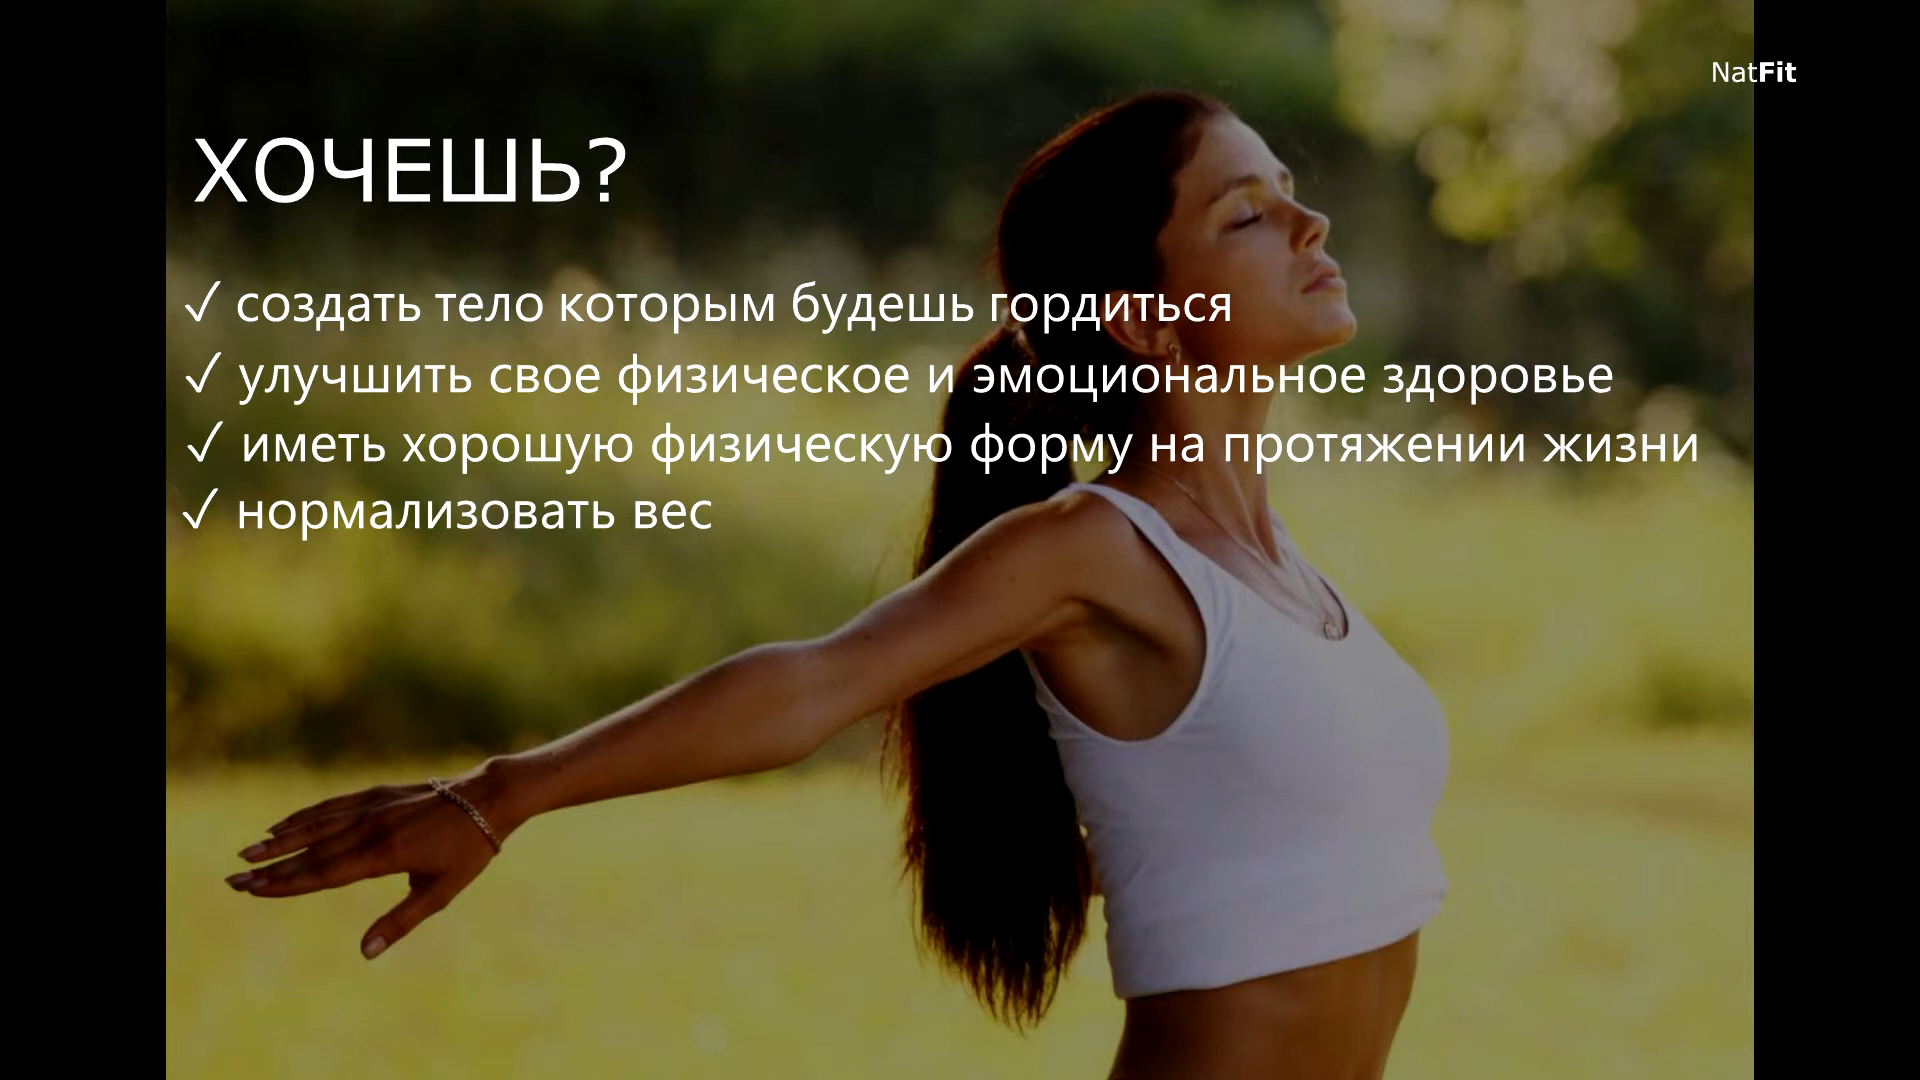 NatFit
ХОЧЕШЬ?
✓ создать тело которым будешь гордиться
✓ улучшить свое физическое и эмоциональное здоровье
✓ иметь хорошую физическую форму на протяжении жизни
✓ нормализовать вес